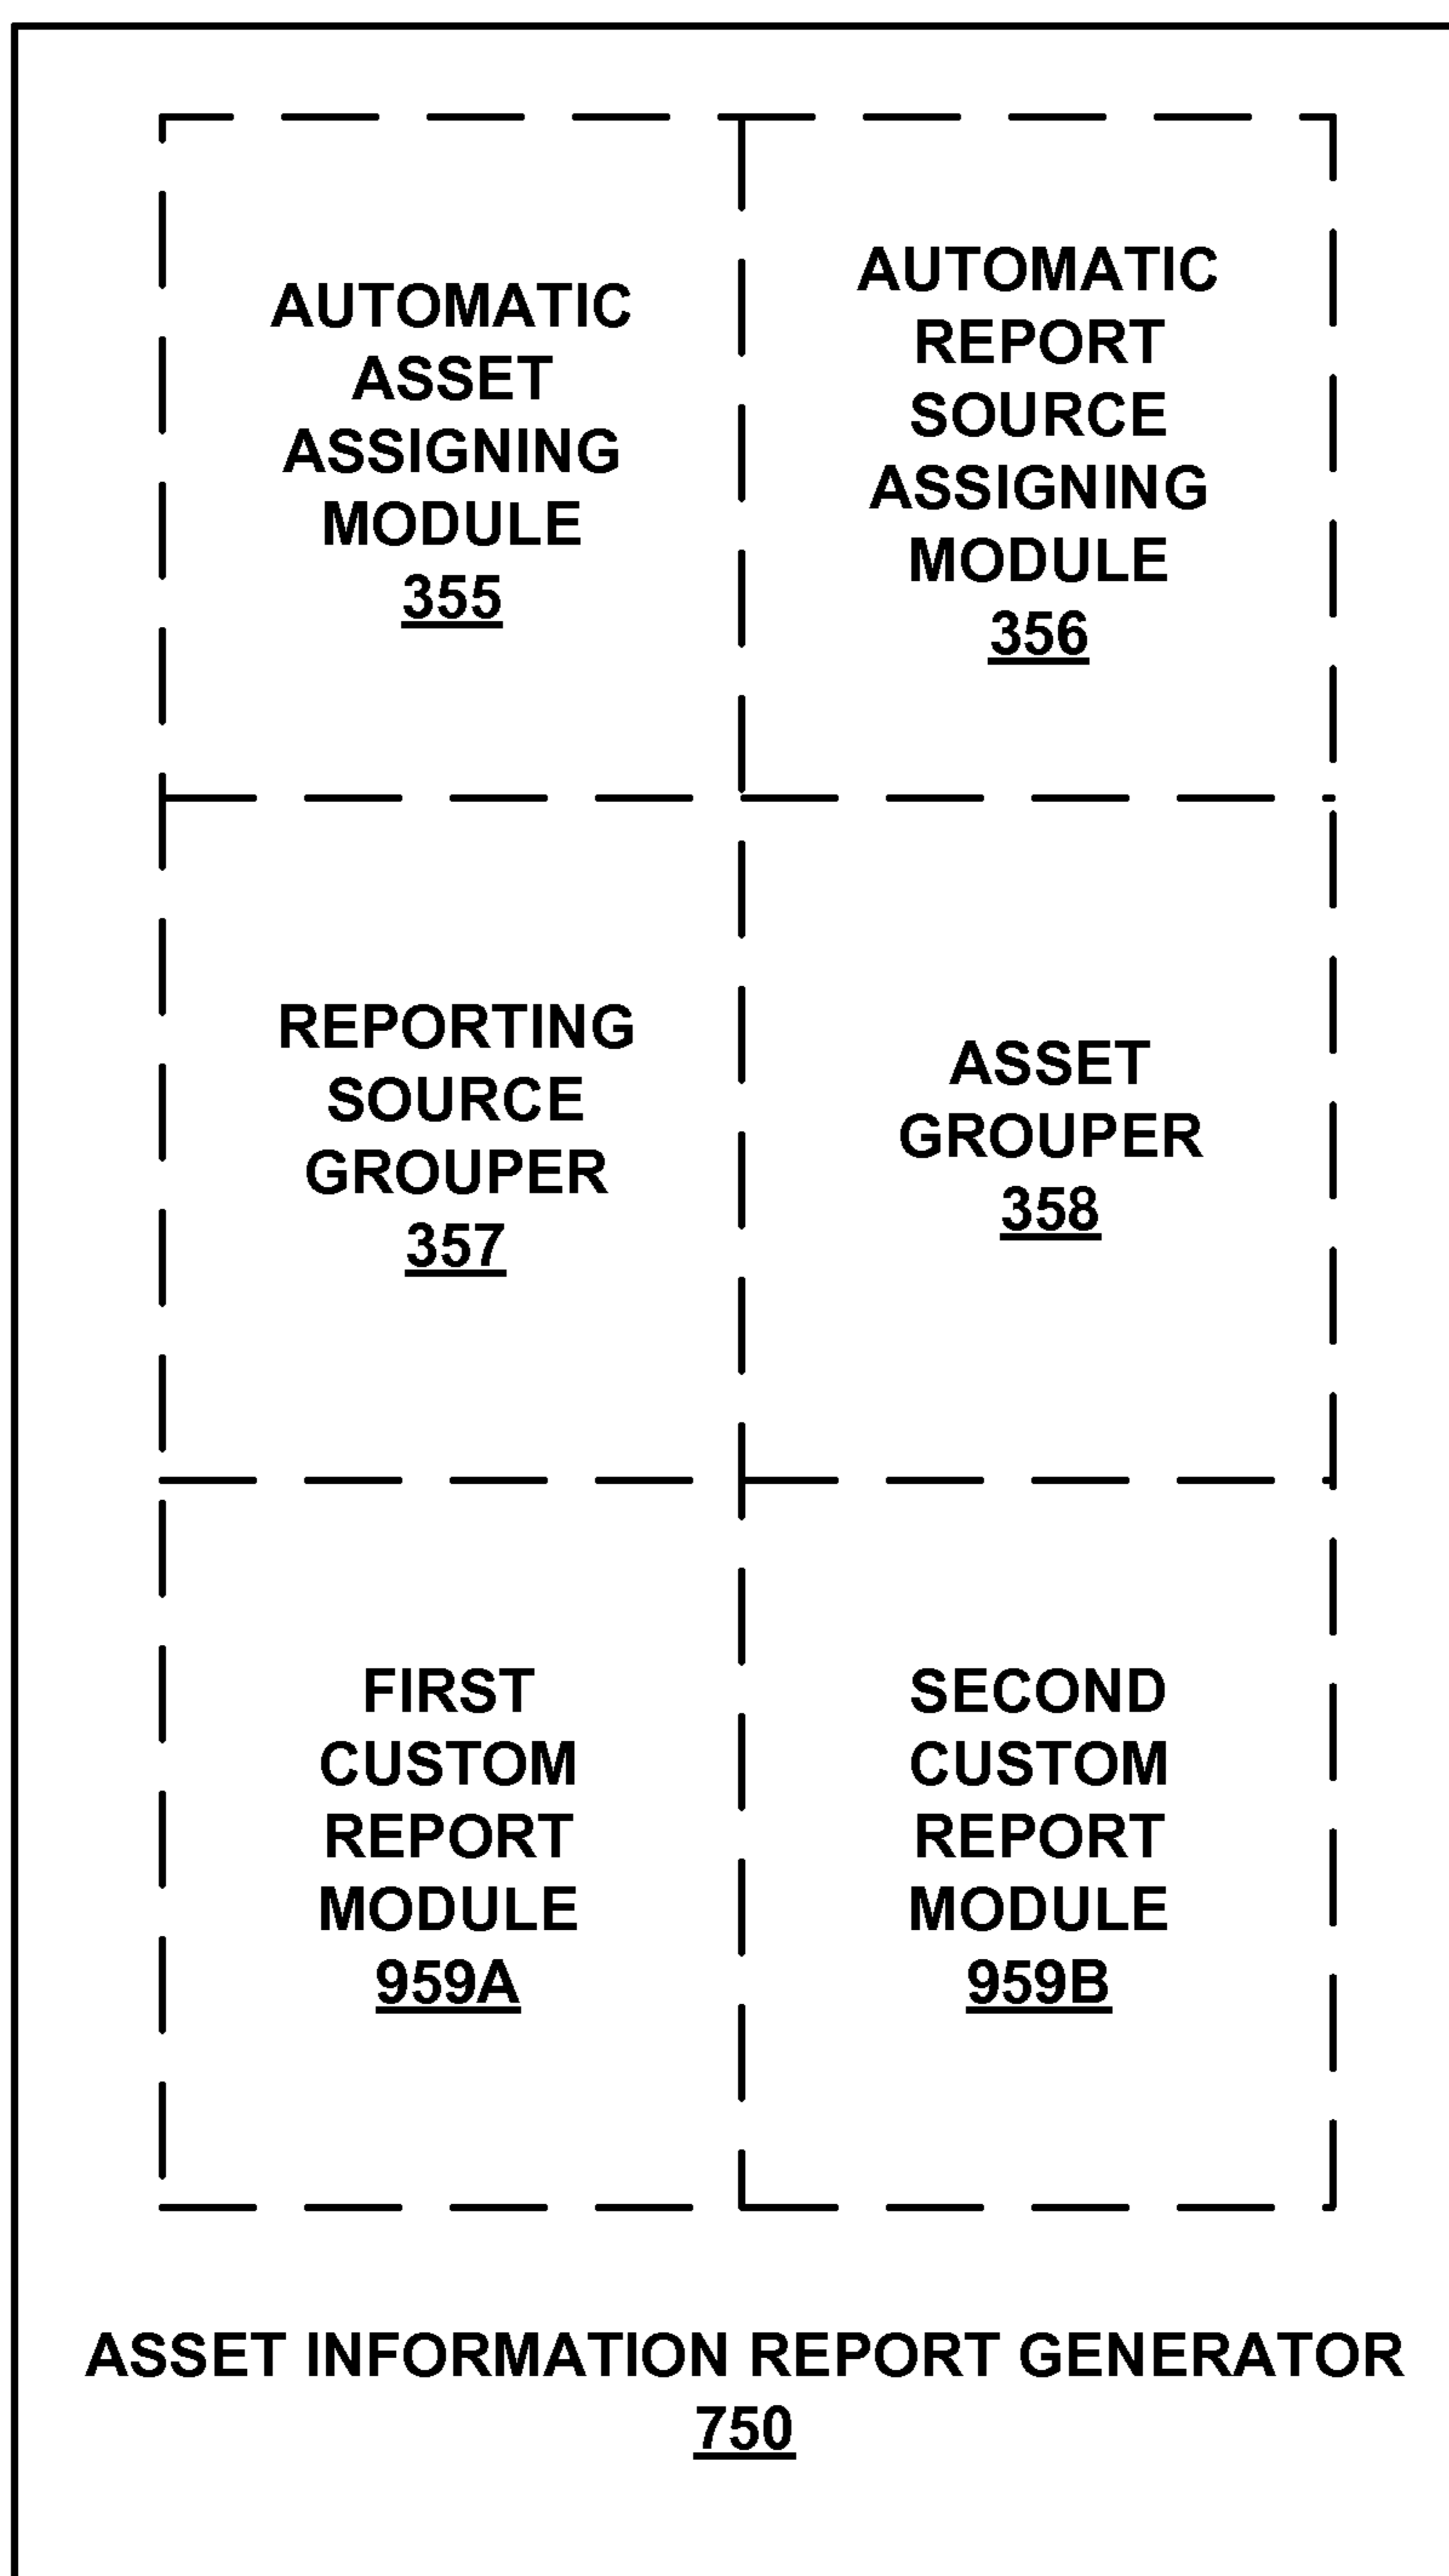 AUTOMATIC
ASSET
ASSIGNING
MODULE
355
AUTOMATIC
REPORT
SOURCE
ASSIGNING
MODULE
356
REPORTING
SOURCE
GROUPER
357
ASSET
GROUPER
358
FIRST
CUSTOM
REPORT
MODULE
959A
SECOND
CUSTOM
REPORT
MODULE
959B
ASSET INFORMATION REPORT GENERATOR
750